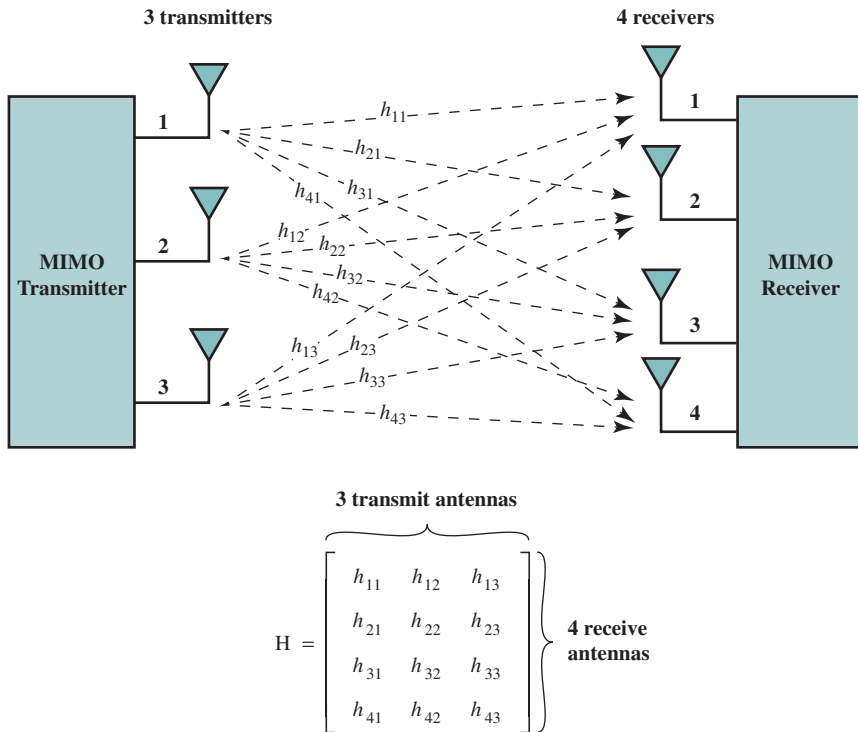 3 transmitters
4 receivers
1
2
3
MIMO
Transmitter
h11
h21
h31
h41
h12
h22
h32
h42
h13
h23
h33
h43
1
2
3
4
MIMO
Receiver
3 transmit antennas
H =
h11 h12 h13
h21 h22 h23
h31 h32 h33
h41 h42 h43
4 receive
antennas